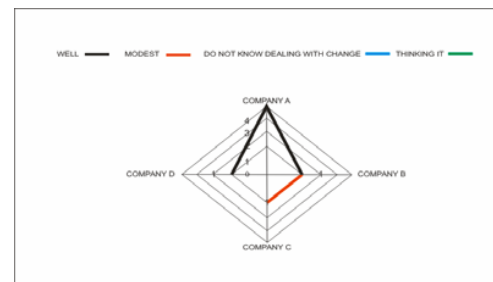 WELL MODEST DO NOT KNOW DEALING WITH CHANGE THINKING IT
COMPANY A
4
3
1
COMPANY D 1 0 1 COMPANY B
COMPANY C